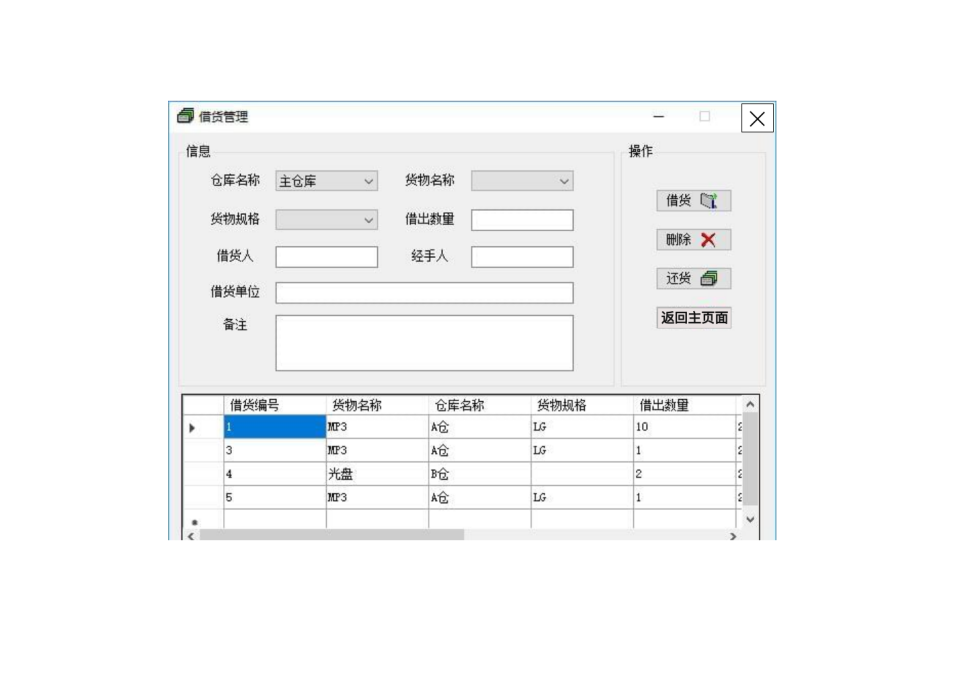 借货管理
信息
操作
仓库名称 主仓库 货物名称
货物规格 借出数量
借货人 经手人
借货单位
备注
借货
删除
还货
返回主页面
借货编号 货物名称 仓库名称 货物规格 借出数量
1 MP3 A仓 LG 10 2
3 MP3 A仓 LG 1 2
4 光盘 B仓 2 2
5 MP3 A仓 LG 1 2